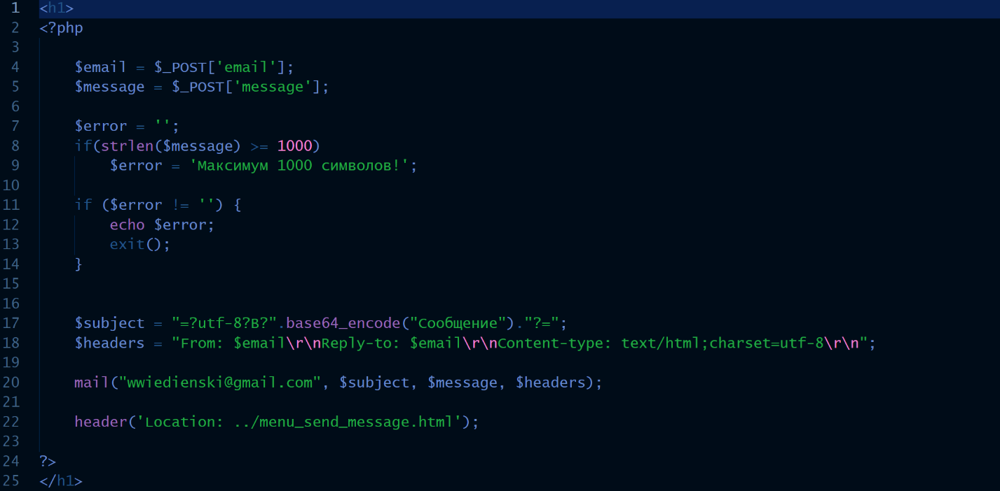 1 <h1>
2 <?php
3
4 $email = $_POST['email'];
5 $message = $_POST['message'];
6
7 $error = '';
8 if(strlen($message) >= 1000)
9 $error = 'Максимум 1000 символов!';
10
11 if ($error != '') {
12 echo $error;
13 exit();
14 }
15
16
17 $subject = "=?utf-8?B?".base64_encode("Сообщение")."?=";
18 $headers = "From: $email\r\nReply-to: $email\r\nContent-type: text/html;charset=utf-8\r\n";
19
20 mail("wwiedienski@gmail.com", $subject, $message, $headers);
21
22 header('Location: ../menu_send_message.html');
23
24 ?>
25 </h1>